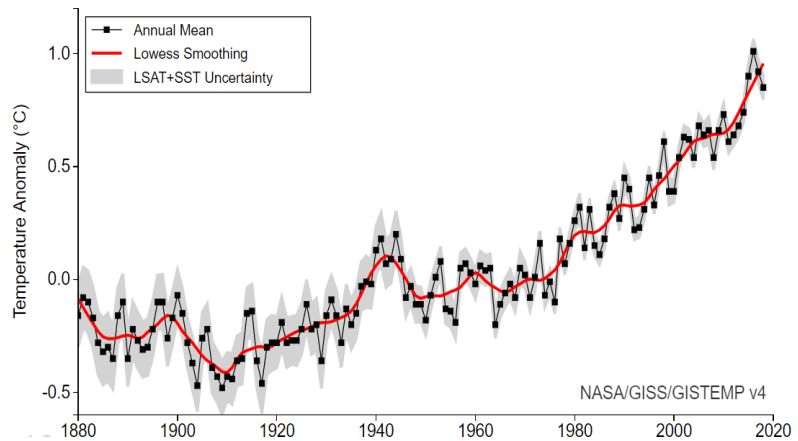 Annual Mean
Lowess Smoothing
LSAT+SST Uncertainty
1.0
0.5
0.0
-0.5
Temperature Anomaly (°C)
NASA/GISS/GISTEMP v4
1880 1900 1920 1940 1960 1980 2000 2020